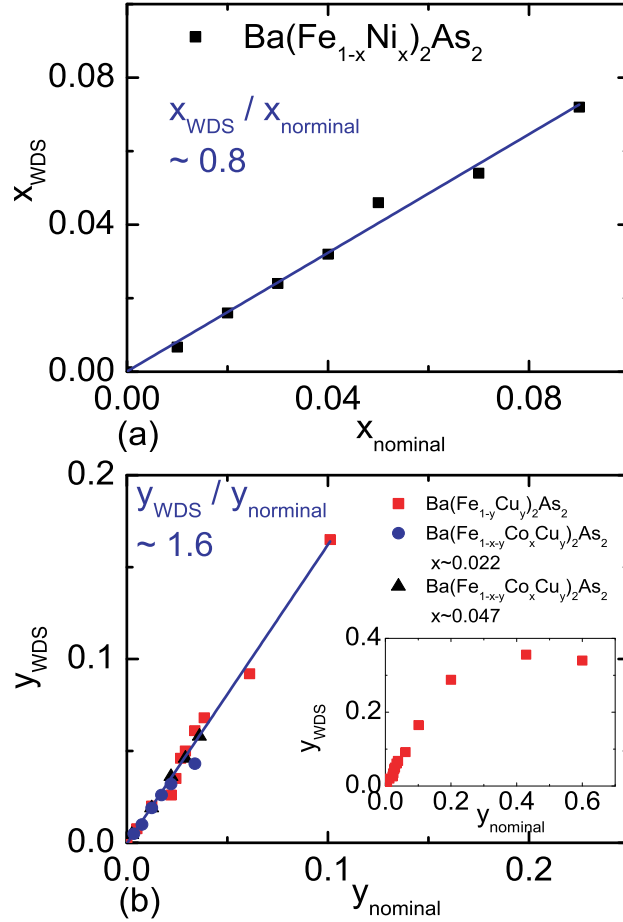 Ba(Fe1-xNix)2As2
xWDS / xnorminal
~ 0.8
0.08
0.04
0.00
xWDS
0.00 0.04 0.08
(a) xnominal
yWDS / ynominal
~ 1.6
Ba(Fe1-yCuy)2As2
Ba(Fe1-x-yCoxCuy)2As2
x~0.022
Ba(Fe1-x-yCoxCuy)2As2
x~0.047
0.2
0.1
0.0
yWDS
0.4
0.2
0.0
yWDS
0.0 0.2 0.4 0.6
ynominal
0.0 0.1 0.2
(b) ynominal